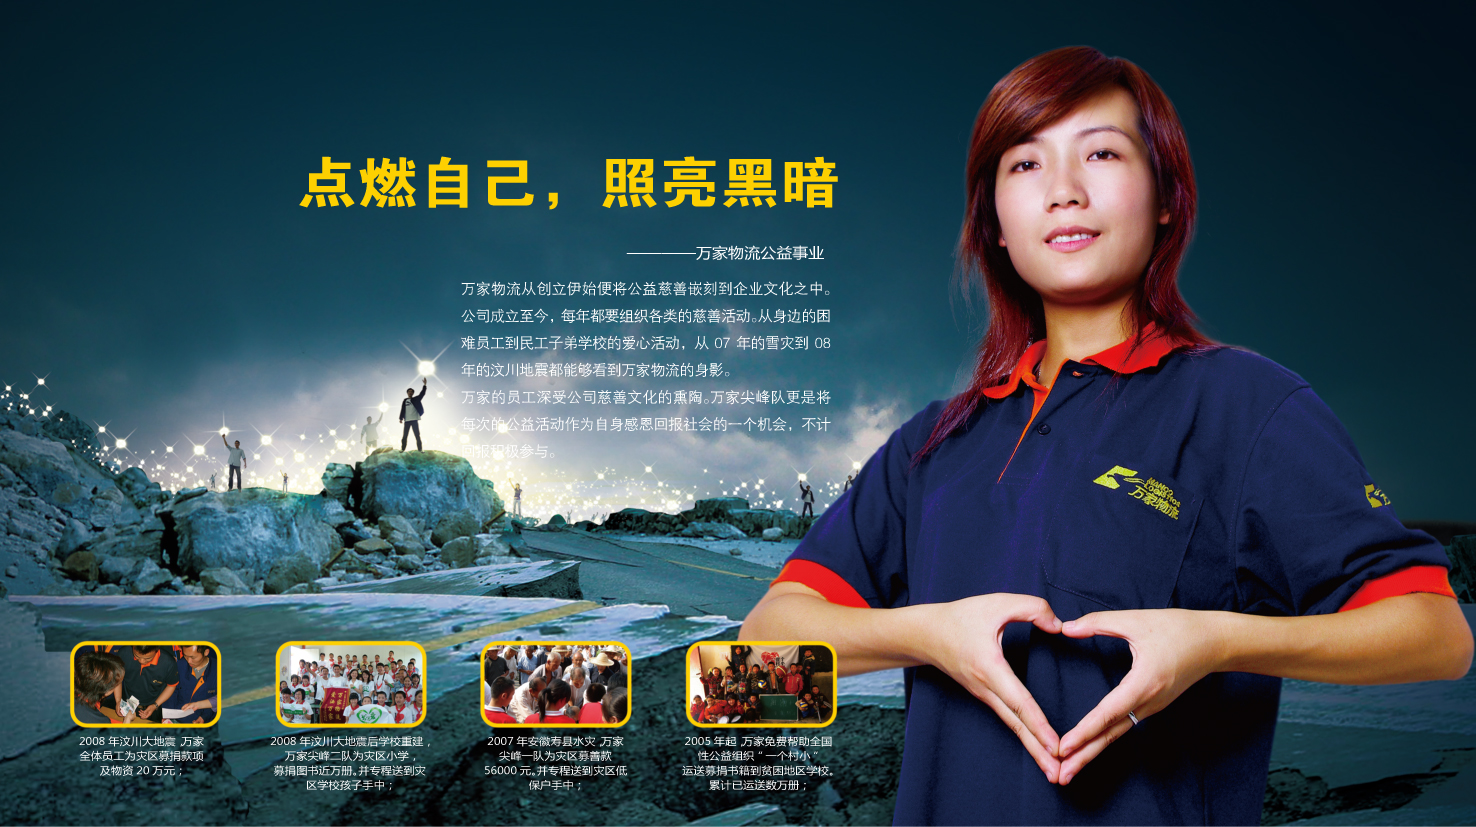 点燃自己，照亮黑暗
————万家物流公益事业
万家物流从创立伊始便将公益慈善嵌刻到企业文化之中。
公司成立至今，每年都要组织各类的慈善活动。从身边的困
难员工到民工子弟学校的爱心活动，从 07 年的雪灾到 08
年的汶川地震都能够看到万家物流的身影。
万家的员工深受公司慈善文化的熏陶。万家尖峰队更是将
每次的公益活动作为自身感恩回报社会的一个机会，不计
回报积极参与。
万家物流
2008 年汶川大地震，万家
全体员工为灾区募捐款项
及物资 20 万元；
2008 年汶川大地震后学校重建，
万家尖峰二队为灾区小学，
募捐图书近万册。并专程送到灾
区学校孩子手中；
2007 年安徽寿县水灾，万家
尖峰一队为灾区募善款
56000 元。并专程送到灾区低
保户手中；
2005 年起，万家免费帮助全国
性公益组织“一个村小”
运送募捐书籍到贫困地区学校。
累计已运送数万册；